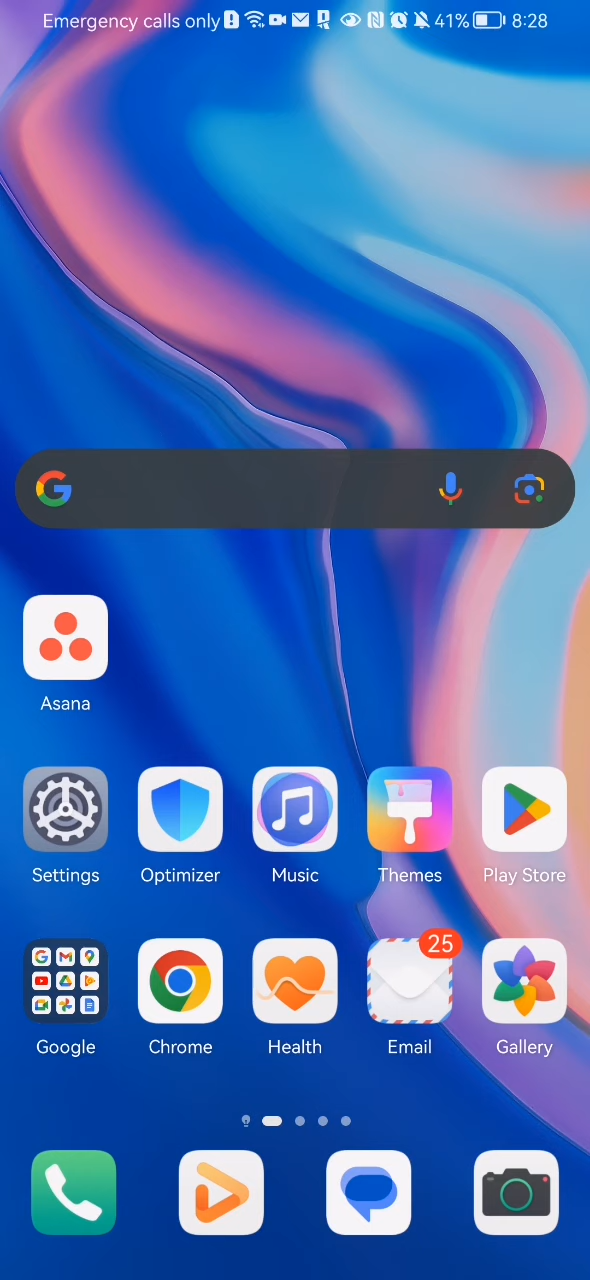 Emergency calls only 41% 8:28
Asana
Settings Optimizer Music Themes Play Store
25
Google Chrome Health Email Gallery